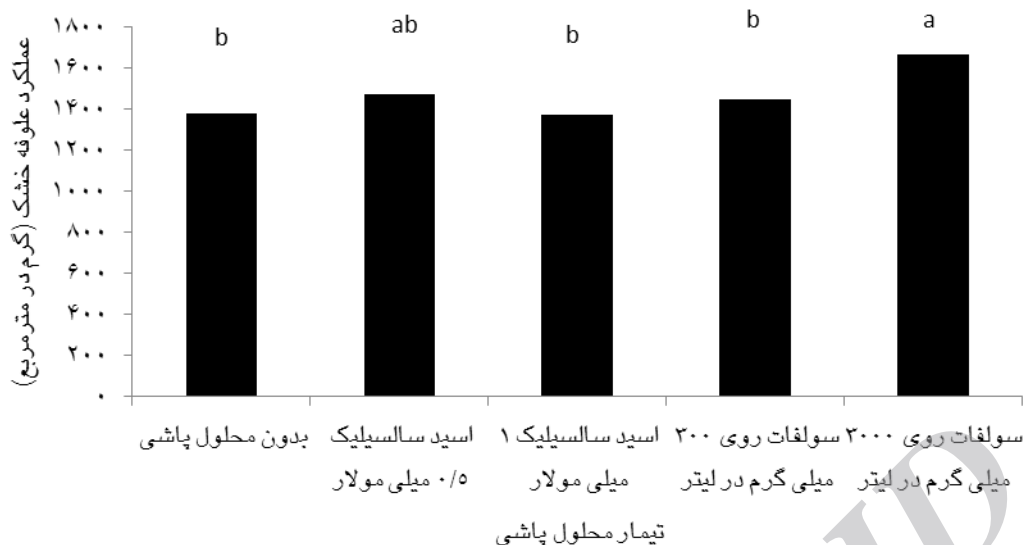 عملکرد علوفه خشک (گرم در مترمربع)
۱۸۰۰
۱۶۰۰
۱۴۰۰
۱۲۰۰
۱۰۰۰
۸۰۰
۶۰۰
۴۰۰
۲۰۰
۰
b
ab
b
b
a
بدون محلول پاشی
اسید سالسیلیک
۰/۵ میلی مولار
اسید سالسیلیک ۱
میلی مولار
سولفات روی ۳۰۰
میلی گرم در لیتر
سولفات روی ۳۰۰۰
میلی گرم در لیتر
تیمار محلول پاشی